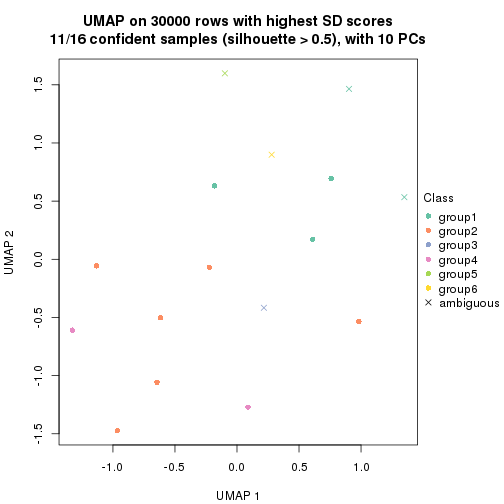 UMAP on 30000 rows with highest SD scores
11/16 confident samples (silhouette > 0.5), with 10 PCs
1.5
1.0
0.5
0.0
-0.5
-1.0
-1.5
UMAP 2
-1.0
-0.5
0.0
0.5
1.0
UMAP 1
Class
group1
group2
group3
group4
group5
group6
ambiguous